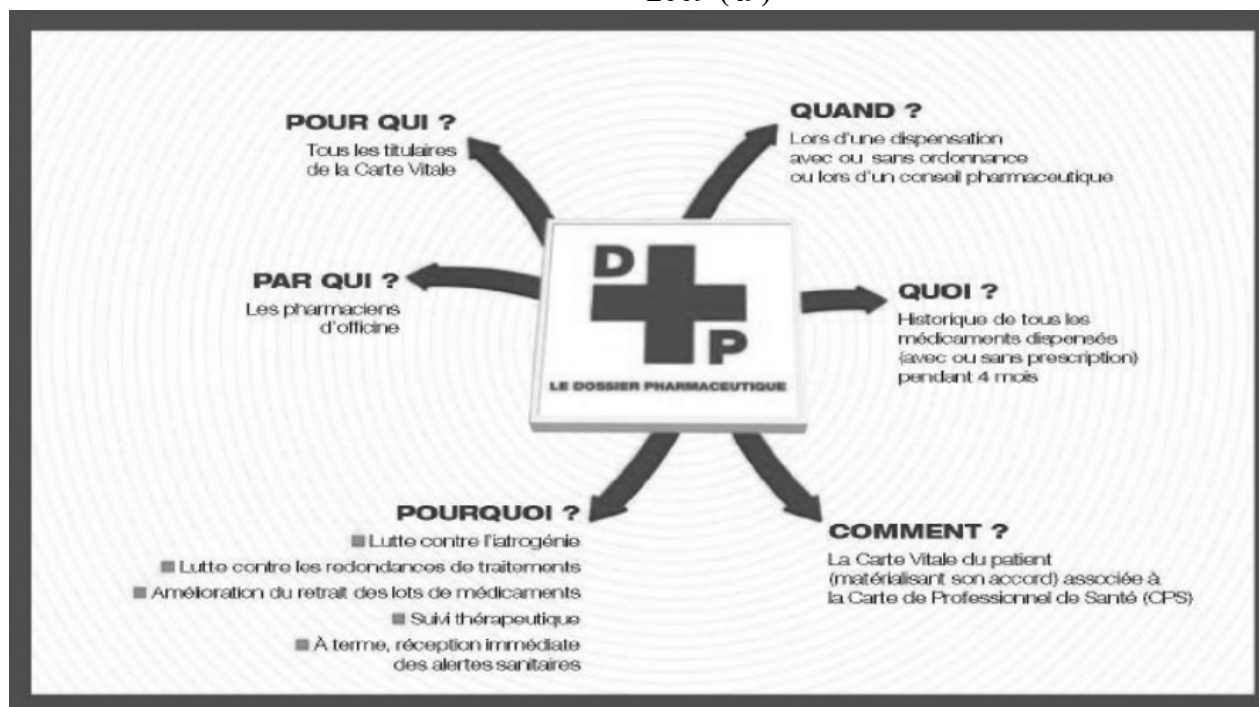 POUR QUI ?
Tous les titulaires
de la Carte Vitale
QUAND ?
Lors d'une dispensation
avec ou sans ordonnance
ou lors d'un conseil pharmaceutique
PAR QUI ?
Les pharmaciens
d'officine
D
P
LE DOSSIER PHARMACEUTIQUE
QUOI ?
Historique de tous les
médicaments dispensés
(avec ou sans prescription)
pendant 4 mois
POURQUOI ?
Lutte contre l'iatrogénie
Lutte contre les redondances de traitements
Amélioration du retrait des lots de médicaments
Suivi thérapeutique
À terme, réception immédiate
des alertes sanitaires
COMMENT ?
La Carte Vitale du patient
(matérialisant son accord) associée à
la Carte de Professionnel de Santé (CPS)